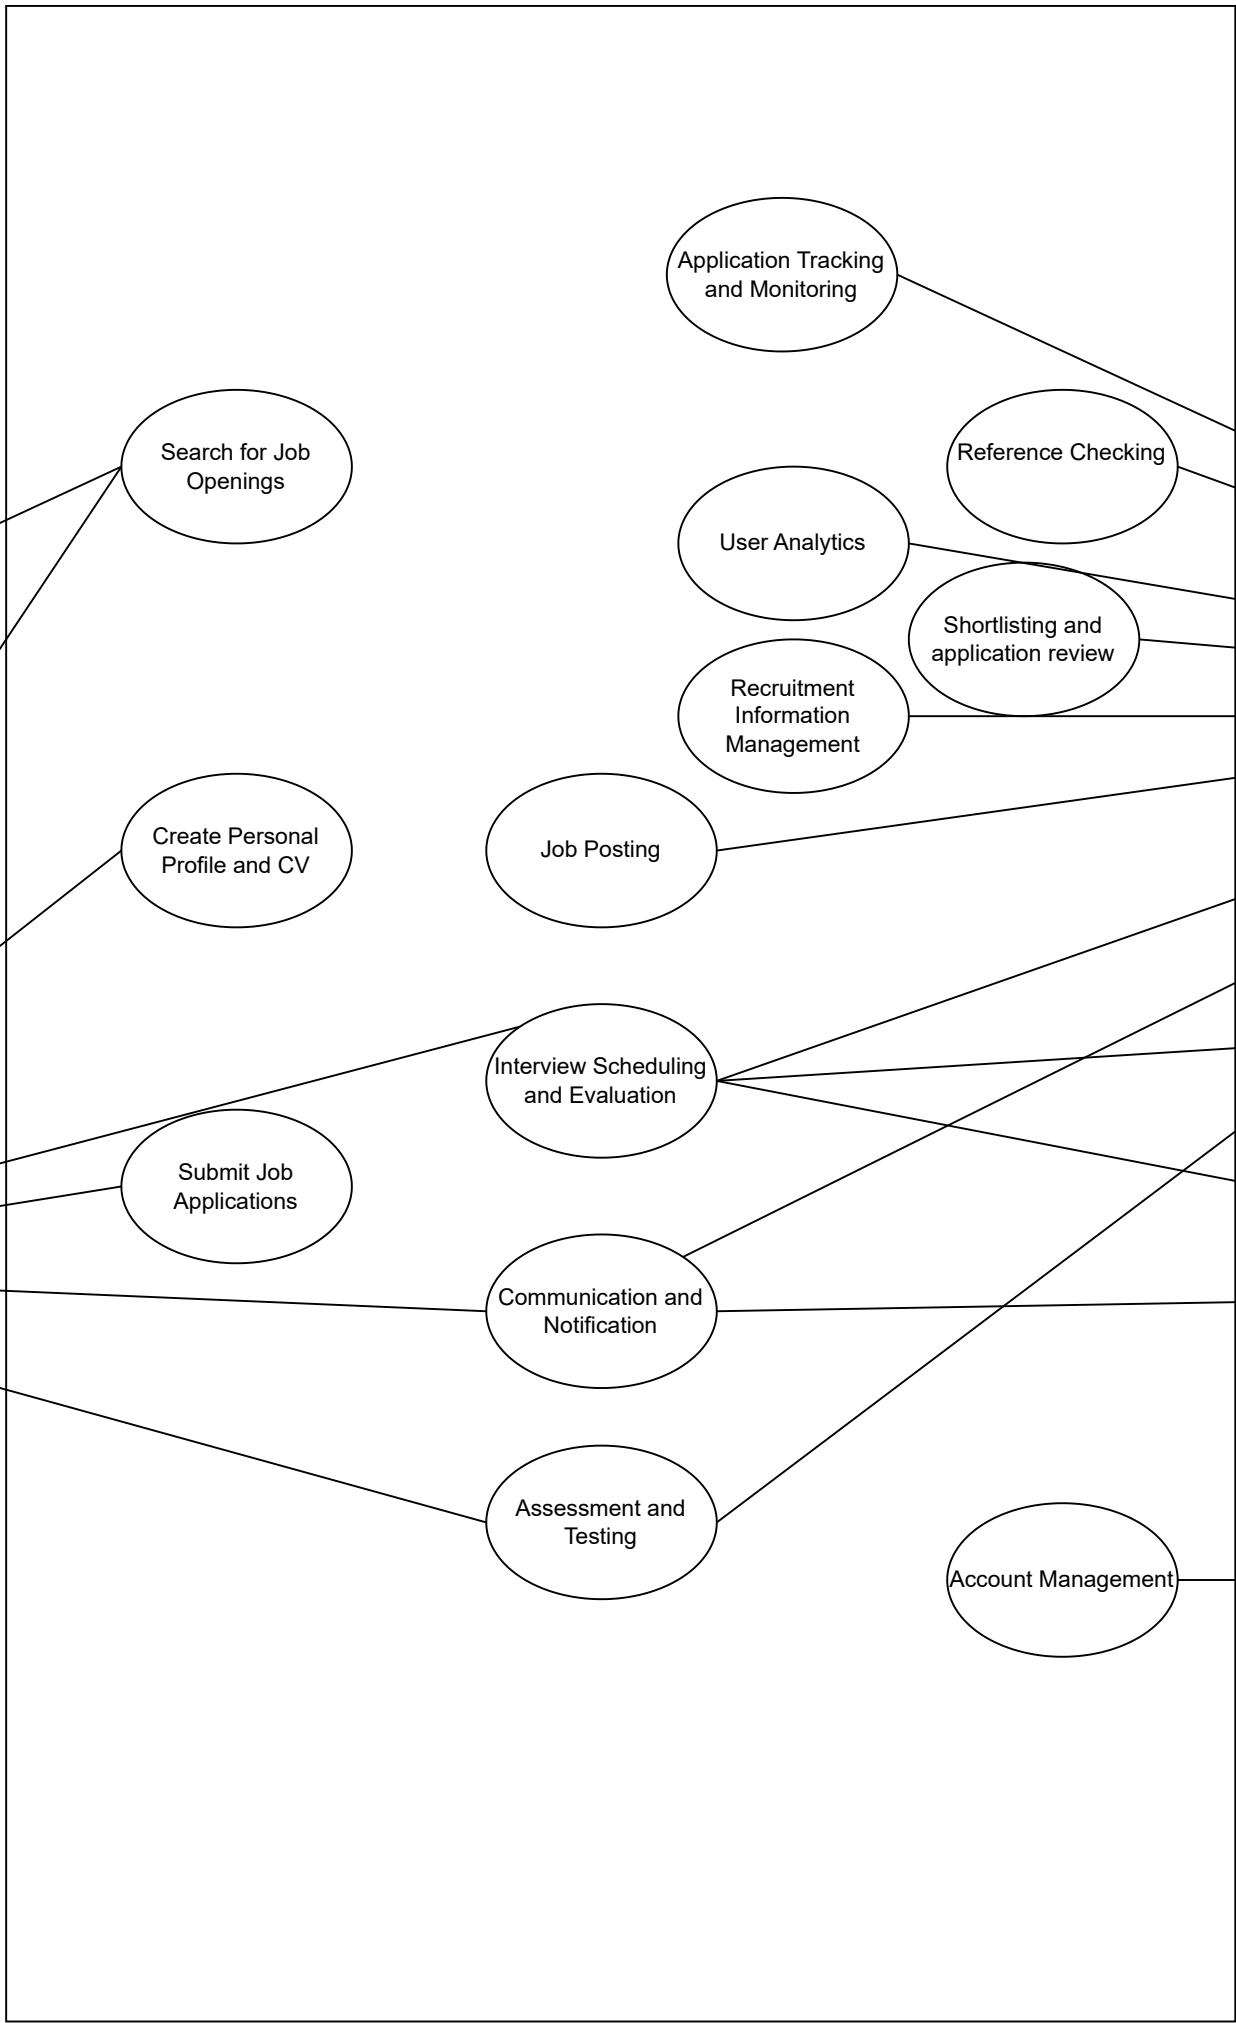 Application Tracking
and Monitoring
Search for Job
Openings
Reference Checking
User Analytics
Shortlisting and
application review
Recruitment
Information
Management
Create Personal
Profile and CV
Job Posting
Interview Scheduling
and Evaluation
Submit Job
Applications
Communication and
Notification
Assessment and
Testing
Account Management